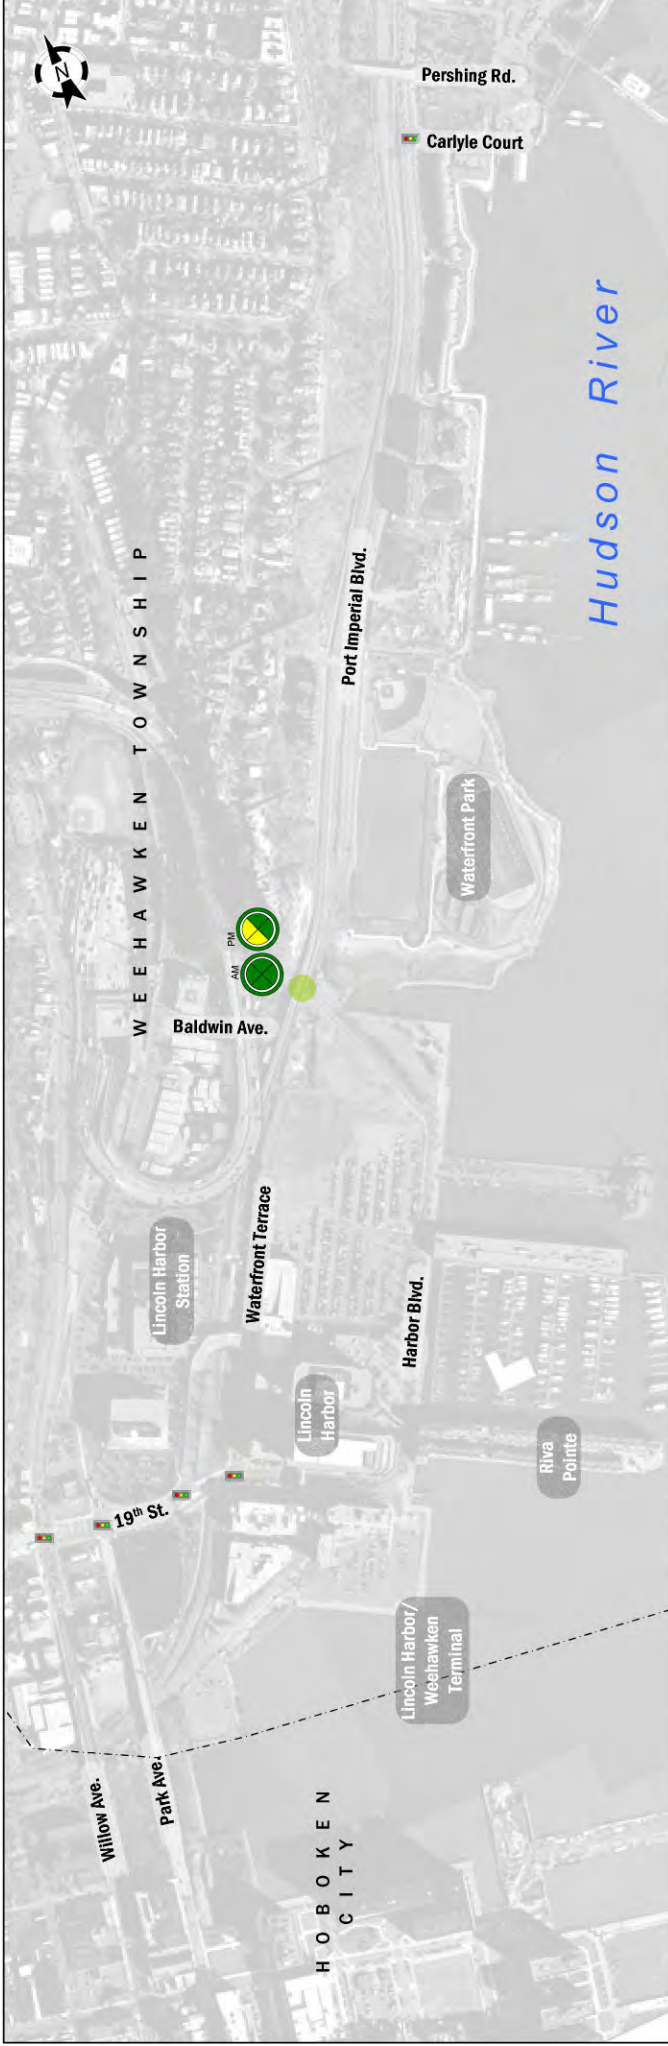 N
Pershing Rd.
Carlyle Court
Hudson River
WEEHAWKEN TOWNSHIP
Port Imperial Blvd.
Waterfront Park
PM
AM
Baldwin Ave.
Lincoln Harbor
Station
Waterfront Terrace
Harbor Blvd.
Lincoln
Harbor
Riva
Pointe
19th St.
Lincoln Harbor/
Weehawken
Terminal
Willow Ave.
Park Ave.
HOBOKEN
CITY